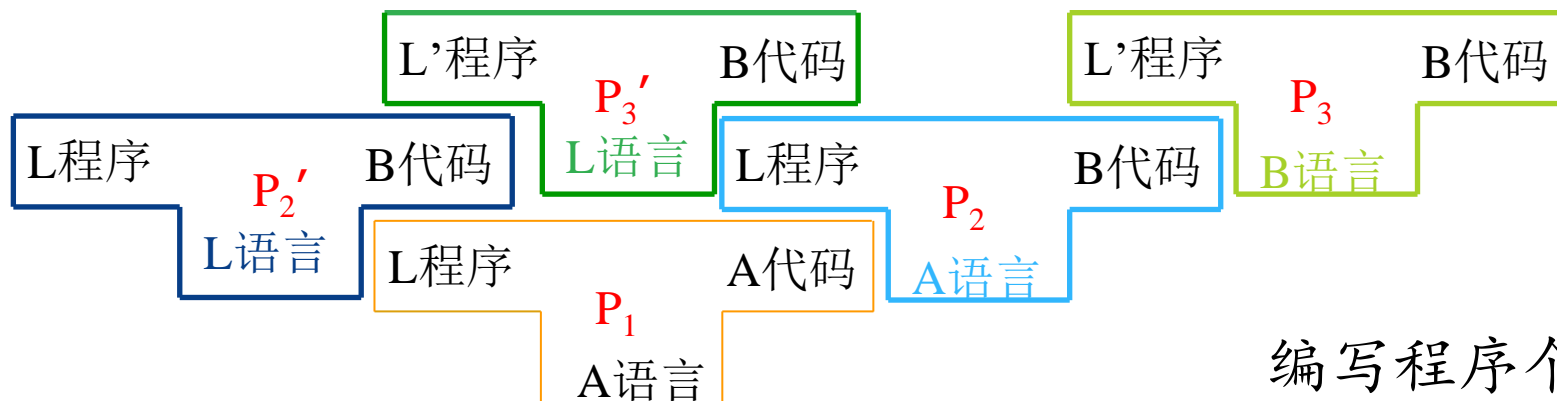 L’程序 B代码
P₃′
L语言
L’程序 B代码
P₃
B语言
L程序 B代码
P₂′
L语言
L程序 B代码
P₂
A语言
L程序 A代码
P₁
A语言
编写程序个